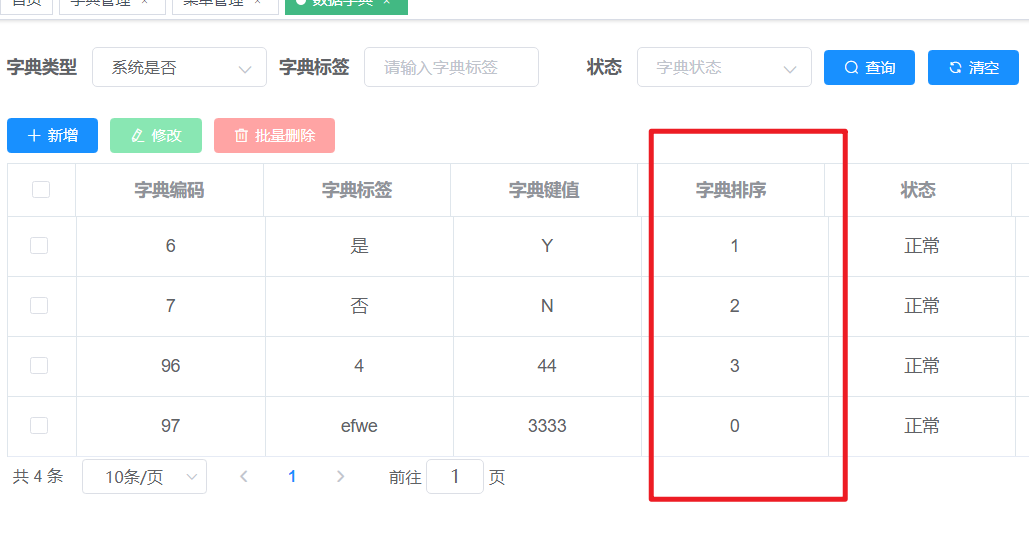 首页 字典管理 × 菜单管理 × 数据字典 ×
字典类型 系统是否 字典标签 请输入字典标签 状态 字典状态 查询 清空
新增 修改 批量删除
字典编码 字典标签 字典键值 字典排序 状态
6 是 Y 1 正常
7 否 N 2 正常
96 4 44 3 正常
97 efwe 3333 0 正常
共 4 条 10条/页 1 前往 1 页